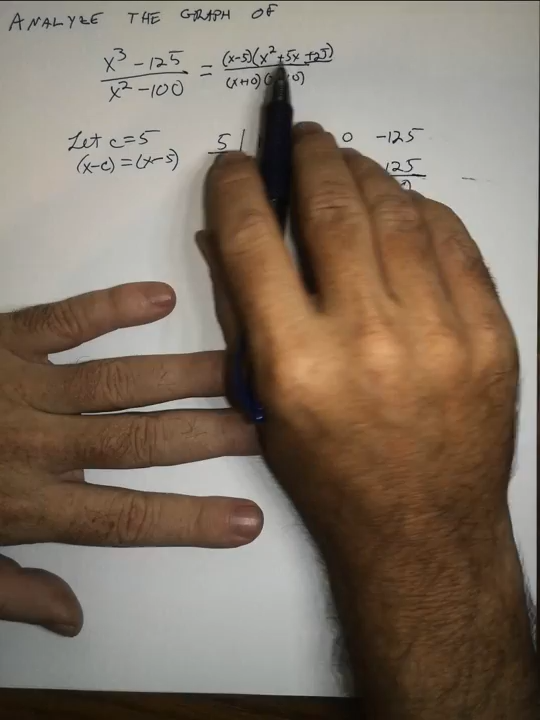 ANALYZE THE GRAPH OF
x³ - 125 = (x-5)(x² + 5x + 25)
x² - 100 (x+10)(
Let c = 5 5 0 -125
(x-c) = (x-5) 125